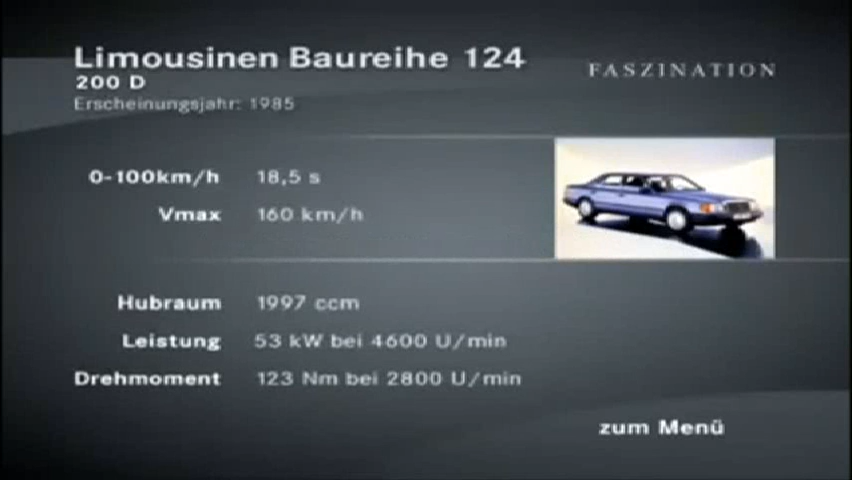 Limousinen Baureihe 124
200 D
Erscheinungsjahr: 1985
FASZINATION
0-100km/h 18,5 s
Vmax 160 km/h
Hubraum 1997 ccm
Leistung 53 kW bei 4600 U/min
Drehmoment 123 Nm bei 2800 U/min
zum Menü